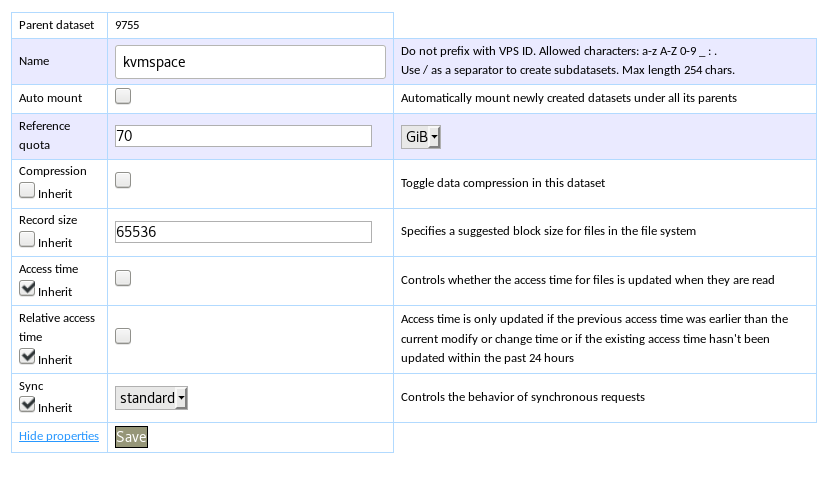 Parent dataset 9755
Name kvmspace Do not prefix with VPS ID. Allowed characters: a-z A-Z 0-9 _ : .
Use / as a separator to create subdatasets. Max length 254 chars.
Auto mount Automatically mount newly created datasets under all its parents
Reference
quota 70 GiB
Compression
Inherit Toggle data compression in this dataset
Record size
Inherit 65536 Specifies a suggested block size for files in the file system
Access time
Inherit Controls whether the access time for files is updated when they are read
Relative access
time
Inherit
Access time is only updated if the previous access time was earlier than the
current modify or change time or if the existing access time hasn't been
updated within the past 24 hours
Sync
Inherit standard Controls the behavior of synchronous requests
Hide properties Save